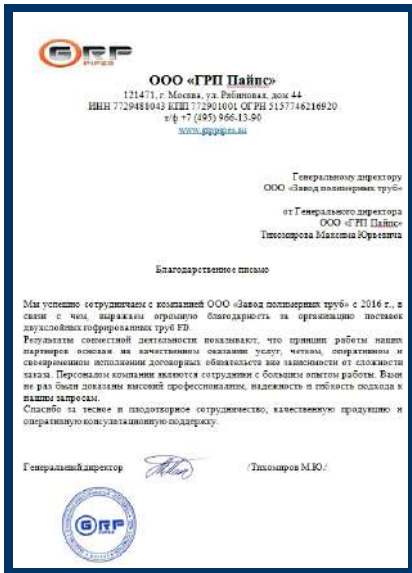 GRP
PIPES
ООО «ГРП Пайпс»
121471, г. Москва, ул. Рябиновая, дом 44
ИНН 7729488043 КПП 772901001 ОГРН 5157746216920
т/ф +7 (495) 966-13-90
www.grppipes.su
Генеральному директору
ООО «Завод полимерных труб»
от Генерального директора
ООО «ГРП Пайпс»
Тихомирова Максима Юрьевича
Благодарственное письмо
Мы успешно сотрудничаем с компанией ООО «Завод полимерных труб» с 2016 г., в
связи с чем, выражаем огромную благодарность за организацию поставок
двухслойных гофрированных труб FD.
Результаты совместной деятельности показывают, что принцип работы наших
партнеров основан на качественном оказании услуг, четком, оперативном и
своевременном исполнении договорных обязательств вне зависимости от сложности
заказа. Персоналом компании являются сотрудники с большим опытом работы. Вами
не раз были доказаны высокий профессионализм, надежность и гибкость подхода к
нашим запросам.
Спасибо за тесное и плодотворное сотрудничество, качественную продукцию и
оперативную консультационную поддержку.
Генеральный директор /Тихомиров М.Ю./
GRP